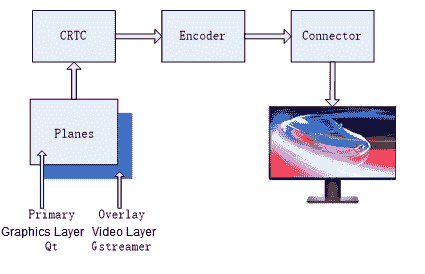 CRTC
Encoder
Connector
Planes
Primary Overlay
Graphics Layer Video Layer
Qt Gstreamer